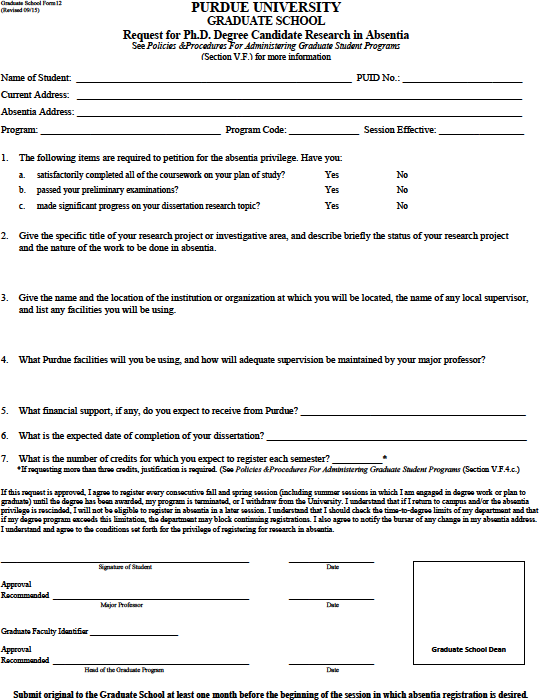 Graduate School Form 12
(Revised 09/15)
PURDUE UNIVERSITY
GRADUATE SCHOOL
Request for Ph.D. Degree Candidate Research in Absentia
See Policies &Procedures For Administering Graduate Student Programs
(Section V.F.) for more information
Name of Student: PUID No.:
Current Address:
Absentia Address:
Program: Program Code: Session Effective:
1. The following items are required to petition for the absentia privilege. Have you:
a. satisfactorily completed all of the coursework on your plan of study? Yes No
b. passed your preliminary examinations? Yes No
c. made significant progress on your dissertation research topic? Yes No
2. Give the specific title of your research project or investigative area, and describe briefly the status of your research project
and the nature of the work to be done in absentia.
3. Give the name and the location of the institution or organization at which you will be located, the name of any local supervisor,
and list any facilities you will be using.
4. What Purdue facilities will you be using, and how will adequate supervision be maintained by your major professor?
5. What financial support, if any, do you expect to receive from Purdue?
6. What is the expected date of completion of your dissertation?
7. What is the number of credits for which you expect to register each semester? *
*If requesting more than three credits, justification is required. (See Policies &Procedures For Administering Graduate Student Programs (Section V.F.4.c.)
If this request is approved, I agree to register every consecutive fall and spring session (including summer sessions in which I am engaged in degree work or plan to
graduate) until the degree has been awarded, my program is terminated, or I withdraw from the University. I understand that if I return to campus and/or the absentia
privilege is rescinded, I will not be eligible to register in absentia in a later session. I understand that I should check the time-to-degree limits of my department and that
if my degree program exceeds this limitation, the department may block continuing registrations. I also agree to notify the bursar of any change in my absentia address.
I understand and agree to the conditions set forth for the privilege of registering for research in absentia.
Signature of Student Date
Approval
Recommended
Major Professor Date
Graduate Faculty Identifier
Approval
Recommended
Head of the Graduate Program Date
Graduate School Dean
Submit original to the Graduate School at least one month before the beginning of the session in which absentia registration is desired.